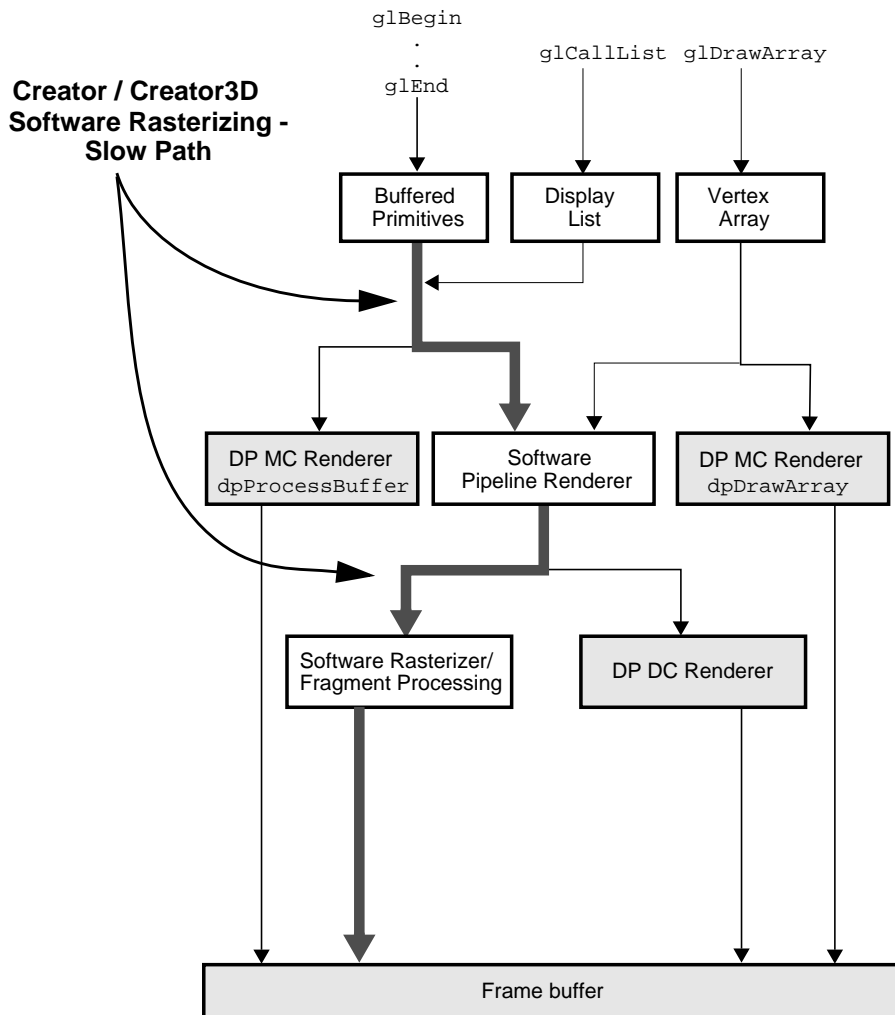 glBegin
.
.
glEnd
glCallList
glDrawArray
Creator / Creator3D
Software Rasterizing -
Slow Path
Buffered
Primitives
Display
List
Vertex
Array
DP MC Renderer
dpProcessBuffer
Software
Pipeline Renderer
DP MC Renderer
dpDrawArray
Software Rasterizer/
Fragment Processing
DP DC Renderer
Frame buffer